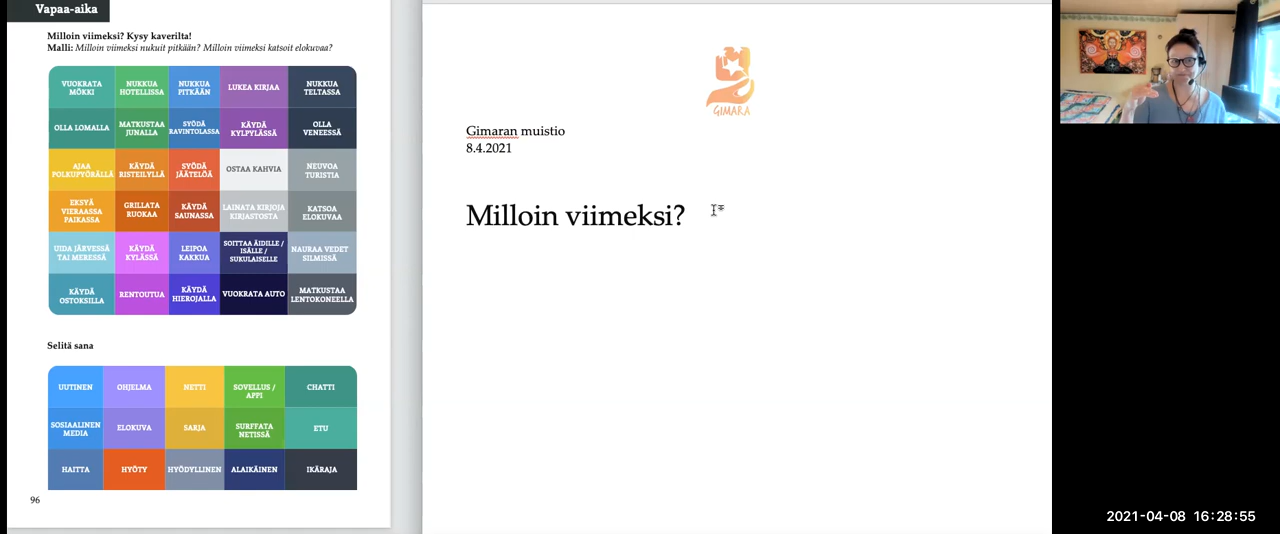 Vapaa-aika
Milloin viimeksi? Kysy kaverilta!
Malli: Milloin viimeksi nukuit pitkään? Milloin viimeksi katsoit elokuvaa?
VUOKRATA
MÖKKI
NUKKUA
HOTELLISSA
NUKKUA
PITKÄÄN
LUKEA KIRJAA
NUKKUA
TELTASSA
OLLA LOMALLA
MATKUSTAA
JUNALLA
SYÖDÄ
RAVINTOLASSA
KÄYDÄ
KYLPYLÄSSÄ
OLLA
VENEESSÄ
AJAA
POLKUPYÖRÄLLÄ
KÄYDÄ
RISTEILYLLÄ
SYÖDÄ
JÄÄTELÖÄ
OSTAA KAHVIA
NEUVOA
TURISTIA
EKSYÄ
VIERAASSA
PAIKASSA
GRILLATA
RUOKAA
KÄYDÄ
SAUNASSA
LAINATA KIRJOJA
KIRJASTOSTA
KATSOA
ELOKUVAA
UIDA JÄRVESSÄ
TAI MERESSÄ
KÄYDÄ
KYLÄSSÄ
LEIPOA
KAKKUA
SOITTAA ÄIDILLE /
ISÄLLE /
SUKULAISELLE
NAURAA VEDET
SILMISSÄ
KÄYDÄ
OSTOKSILLA
RENTOUTUA
KÄYDÄ
HIEROJALLA
VUOKRATA AUTO
MATKUSTAA
LENTOKONEELLA
Selitä sana
UUTINEN
OHJELMA
NETTI
SOVELLUS /
APPI
CHATTI
SOSIAALINEN
MEDIA
ELOKUVA
SARJA
SURFFATA
NETISSÄ
ETU
HAITTA
HYÖTY
HYÖDYLLINEN
ALAIKÄINEN
IKÄRAJA
96
GIMARA
Gimaran muistio
8.4.2021
Milloin viimeksi?
2021-04-08 16:28:55